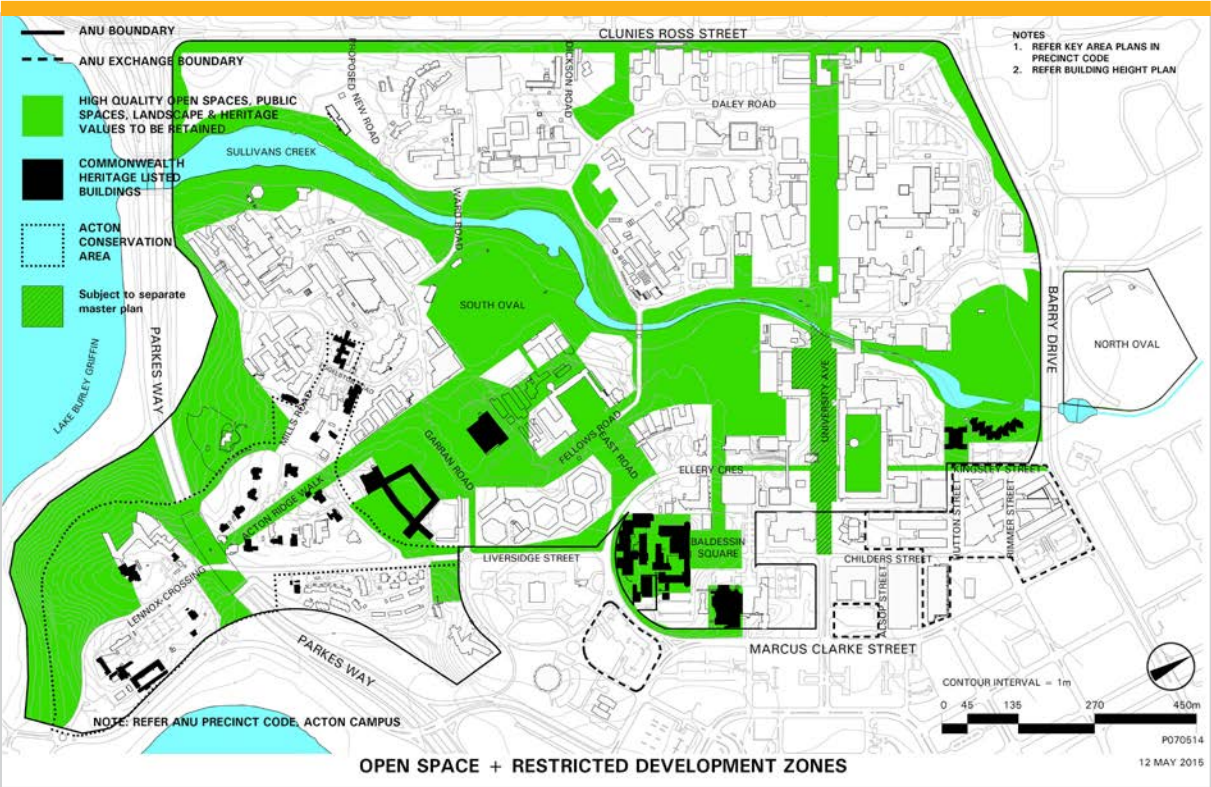 ANU BOUNDARY
ANU EXCHANGE BOUNDARY
HIGH QUALITY OPEN SPACES, PUBLIC
SPACES, LANDSCAPE & HERITAGE
VALUES TO BE RETAINED
COMMONWEALTH
HERITAGE LISTED
BUILDINGS
ACTON
CONSERVATION
AREA
Subject to separate
master plan
CLUNIES ROSS STREET
NOTES
1. REFER KEY AREA PLANS IN
PRECINCT CODE
2. REFER BUILDING HEIGHT PLAN
PROPOSED NEW ROAD
DICKSON ROAD
DALEY ROAD
SULLIVANS CREEK
WARD ROAD
SOUTH OVAL
BARRY DRIVE
NORTH OVAL
PARKES WAY
LAKE BURLEY GRIFFIN
MILLS ROAD
GARRAN ROAD
FELLOWS ROAD
EAST ROAD
UNIVERSITY AVE
ELLERY CRES
KINGSLEY STREET
ACTON RIDGE WALK
HUTTON STREET
RIMMER STREET
LIVERSIDGE STREET
BALDESSIN
SQUARE
CHILDERS STREET
ALSOP STREET
LENNOX-CROSSING
PARKES WAY
MARCUS CLARKE STREET
CONTOUR INTERVAL = 1m
0 45 135 270 450m
NOTE: REFER ANU PRECINCT CODE, ACTON CAMPUS
P070514
OPEN SPACE + RESTRICTED DEVELOPMENT ZONES
12 MAY 2015